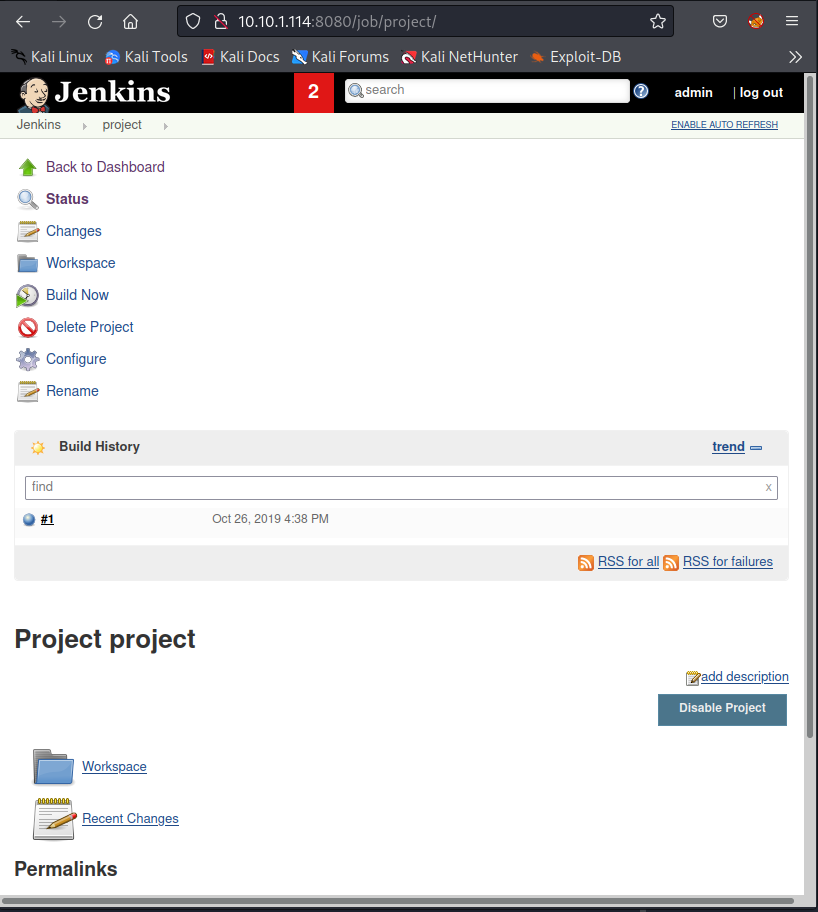 10.10.1.114:8080/job/project/
Kali Linux Kali Tools Kali Docs Kali Forums Kali NetHunter Exploit-DB
Jenkins 2 search admin | log out
Jenkins project ENABLE AUTO REFRESH
Back to Dashboard
Status
Changes
Workspace
Build Now
Delete Project
Configure
Rename
Build History trend
find x
#1 Oct 26, 2019 4:38 PM
RSS for all RSS for failures
Project project
add description
Disable Project
Workspace
Recent Changes
Permalinks